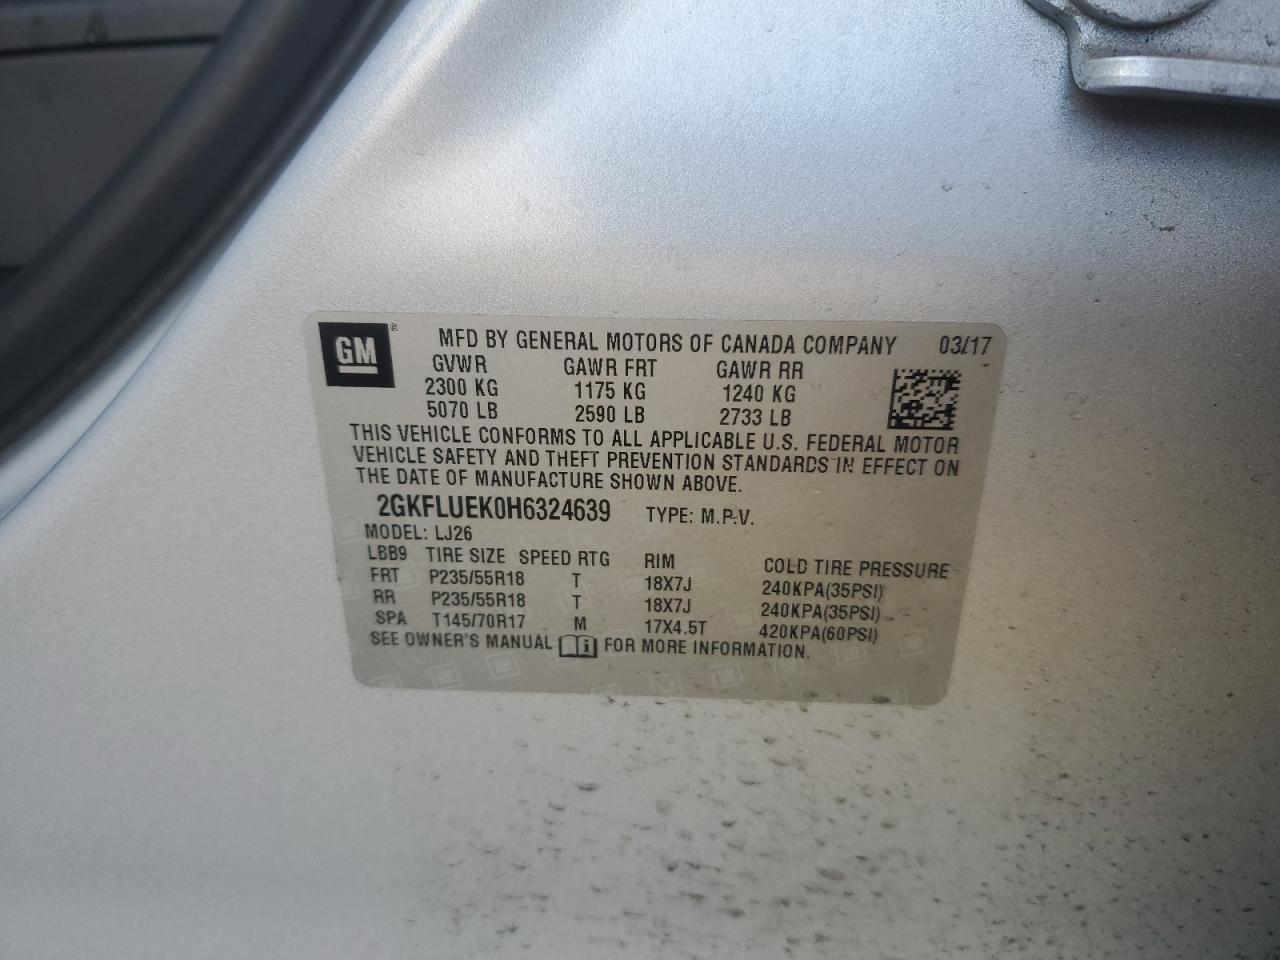 GM ® MFD BY GENERAL MOTORS OF CANADA COMPANY 03/17
GVWR GAWR FRT GAWR RR
2300 KG 1175 KG 1240 KG
5070 LB 2590 LB 2733 LB
THIS VEHICLE CONFORMS TO ALL APPLICABLE U.S. FEDERAL MOTOR
VEHICLE SAFETY AND THEFT PREVENTION STANDARDS IN EFFECT ON
THE DATE OF MANUFACTURE SHOWN ABOVE.
2GKFLUEK0H6324639 TYPE: M.P.V.
MODEL: LJ26
LBB9 TIRE SIZE SPEED RTG RIM COLD TIRE PRESSURE
FRT P235/55R18 T 18X7J 240KPA(35PSI)
RR P235/55R18 T 18X7J 240KPA(35PSI)
SPA T145/70R17 M 17X4.5T 420KPA(60PSI)
SEE OWNER'S MANUAL i FOR MORE INFORMATION.